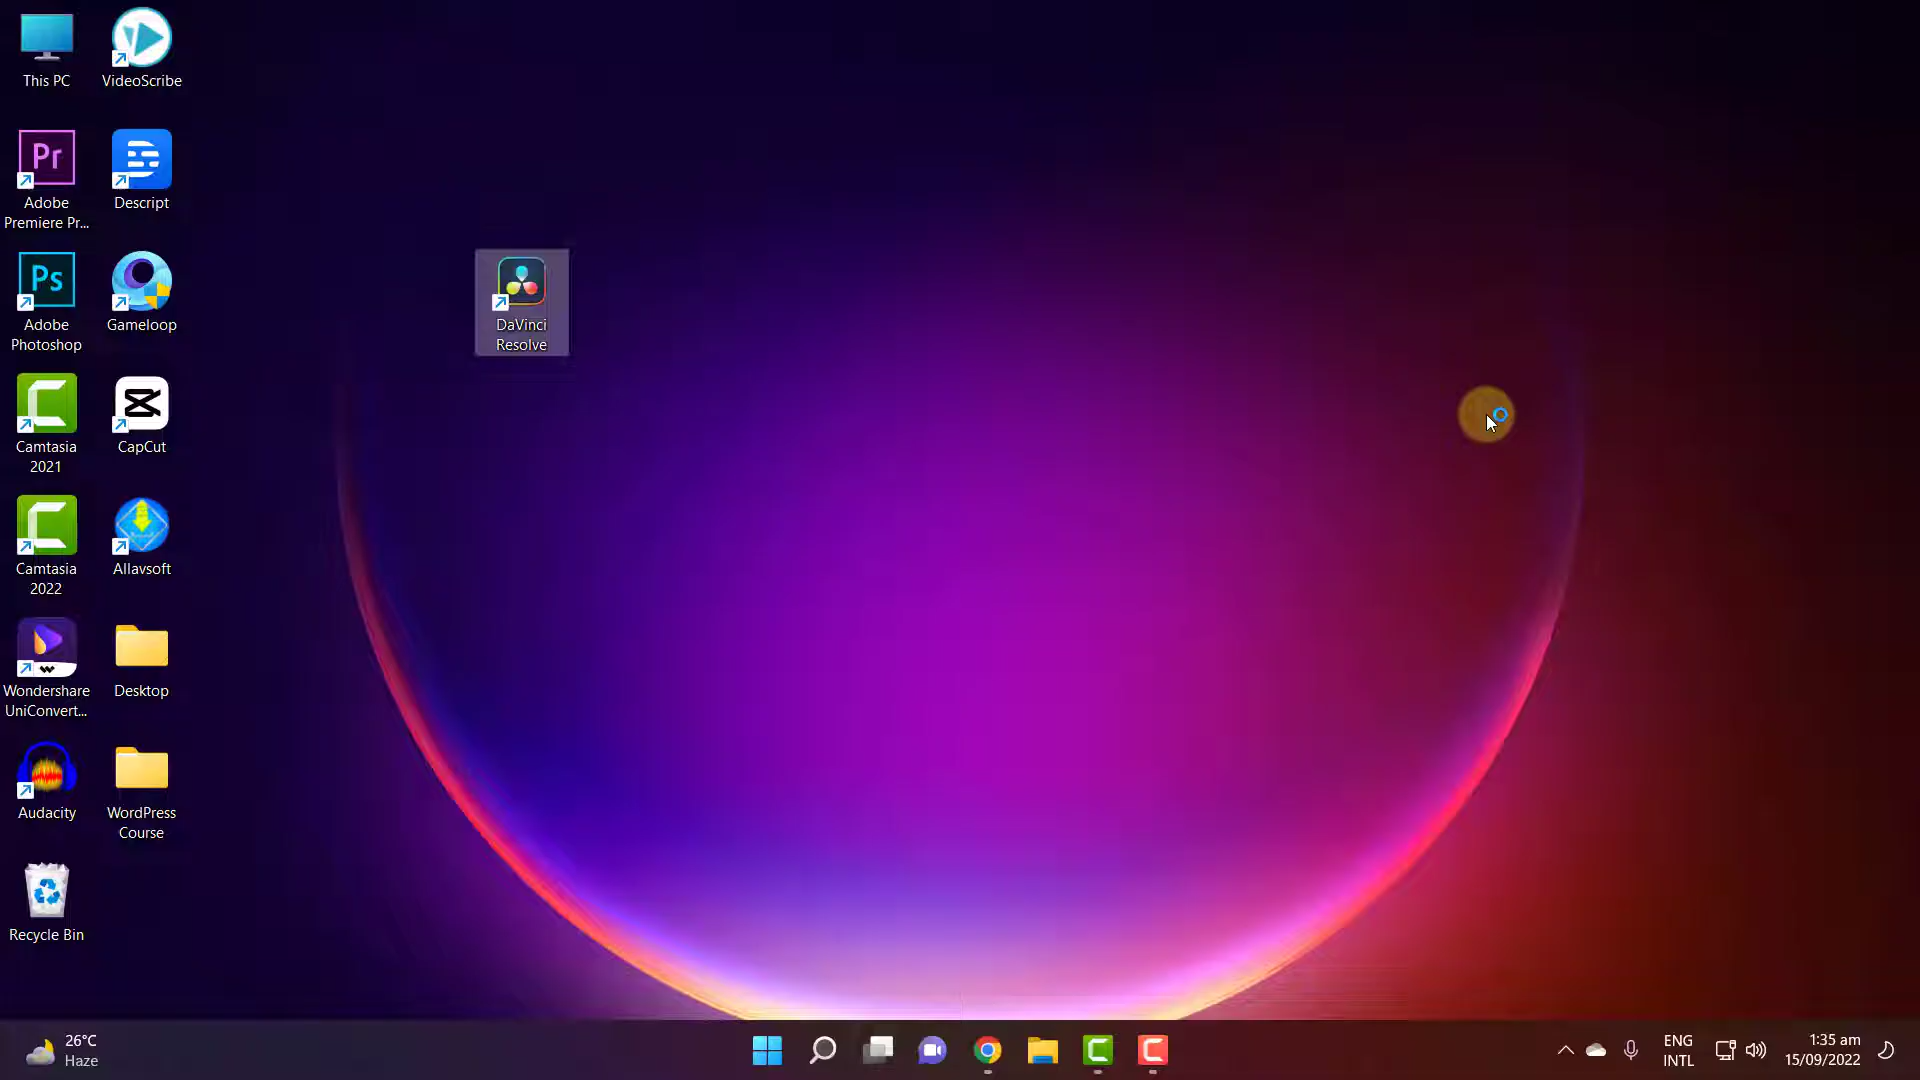 This PC
VideoScribe
Pr
Adobe
Premiere Pr...
Descript
Ps
Adobe
Photoshop
Gameloop
DaVinci
Resolve
Camtasia
2021
CapCut
Camtasia
2022
Allavsoft
Wondershare
UniConvert...
Desktop
Audacity
WordPress
Course
Recycle Bin
26°C
Haze
ENG
INTL
1:35 am
15/09/2022